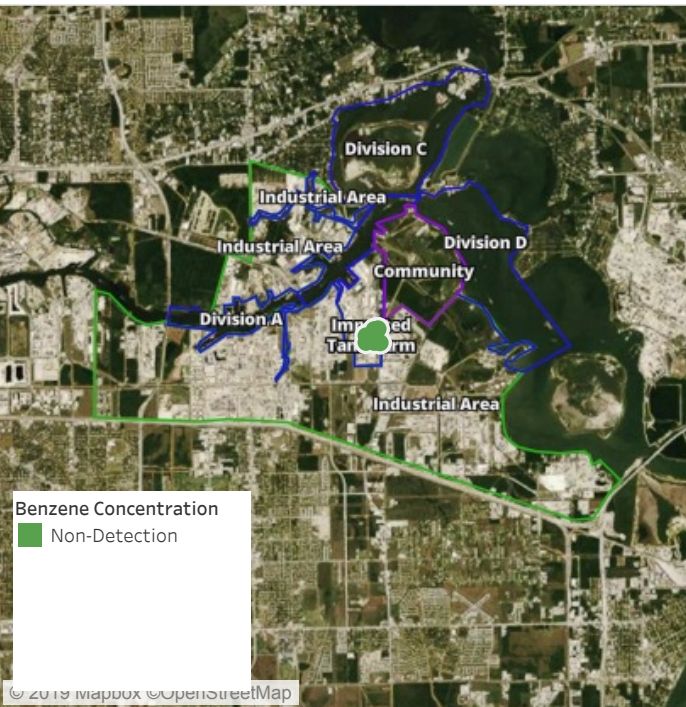 Division C
Industrial Area
Division D
Industrial Area
Community
Division A
Industrial Area
Benzene Concentration
Non-Detection
© 2019 Mapbox ©OpenStreetMap